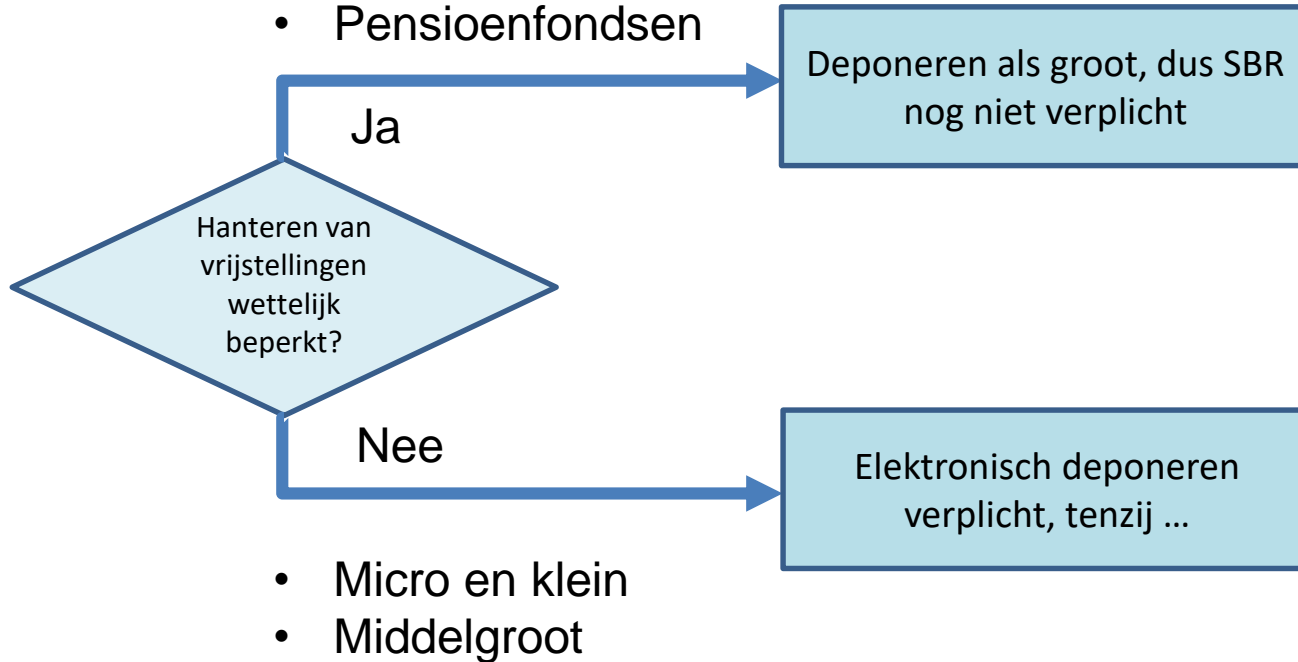 • Pensioenfondsen
Deponeren als groot, dus SBR
nog niet verplicht
Ja
Hanteren van
vrijstellingen
wettelijk
beperkt?
Nee
Elektronisch deponeren
verplicht, tenzij ...
• Micro en klein
• Middelgroot